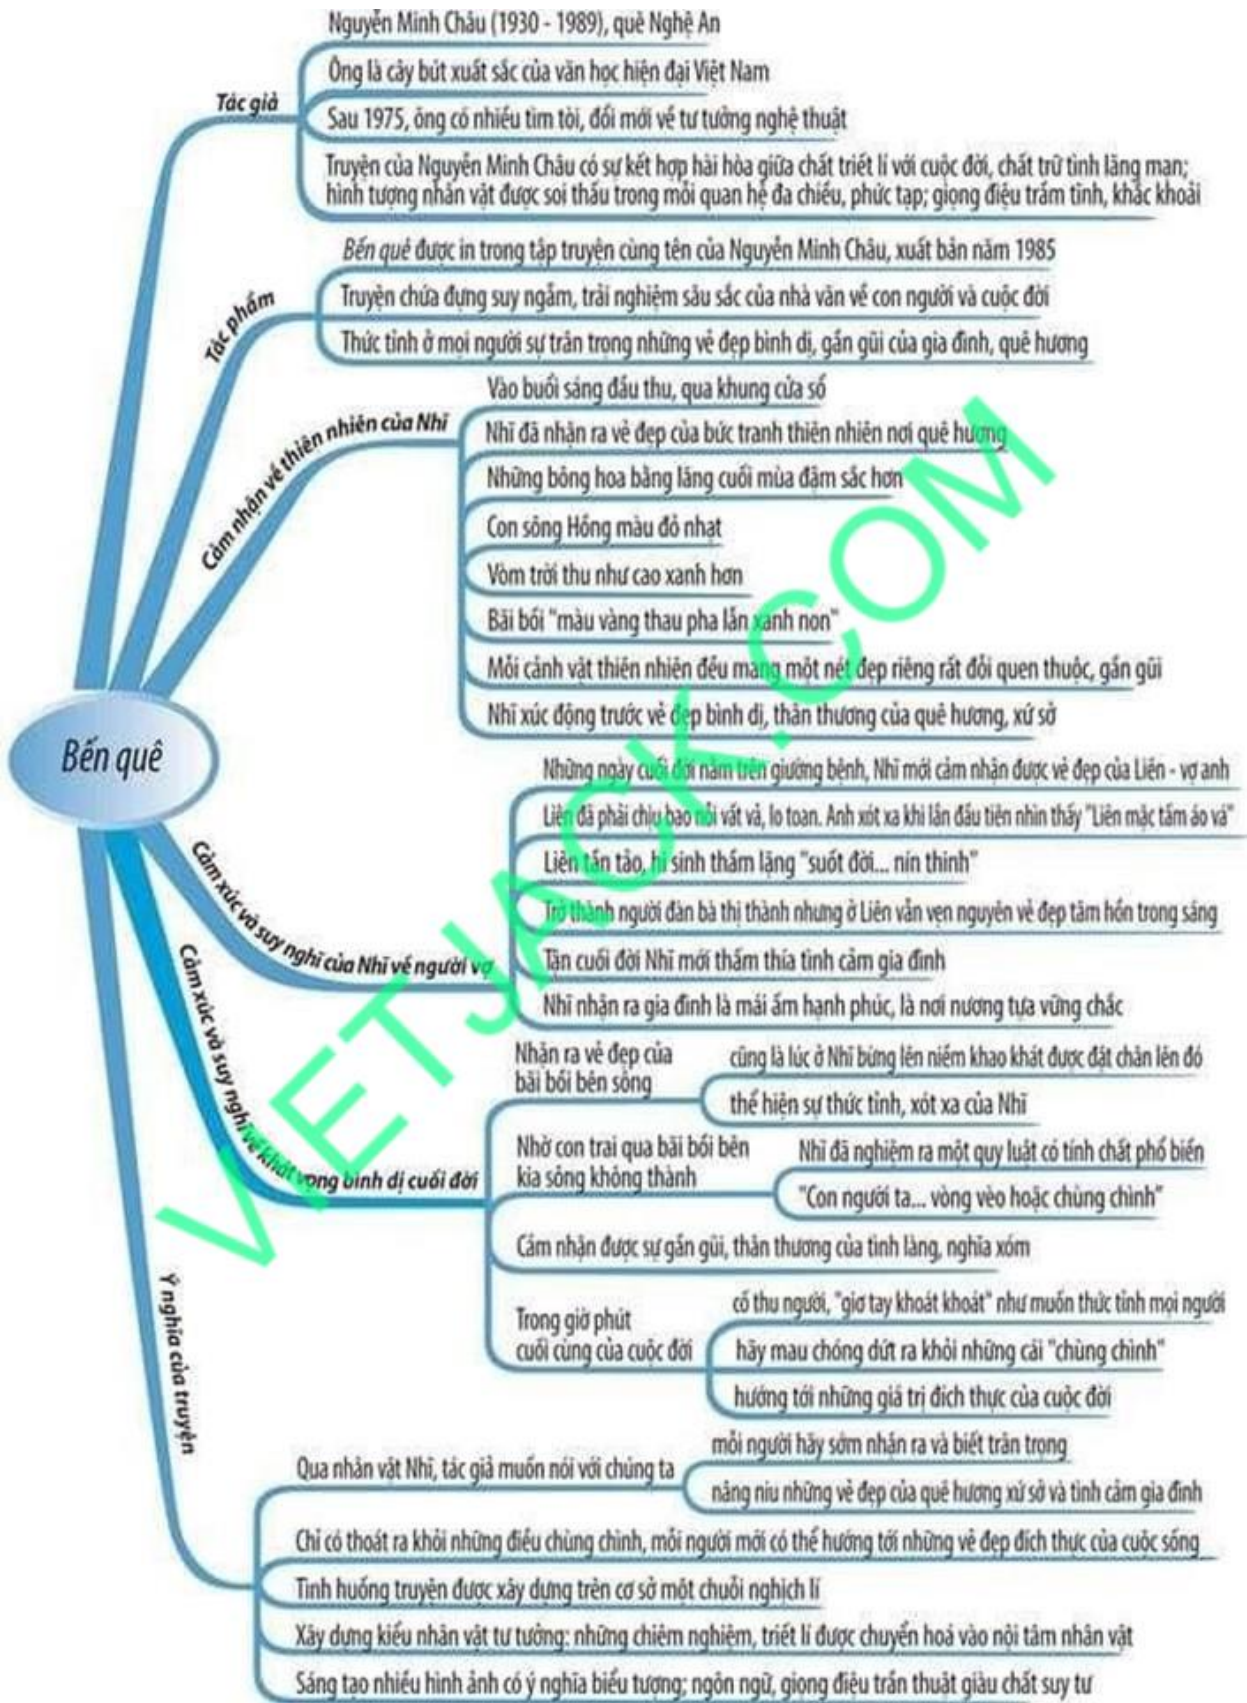 Nguyễn Minh Châu (1930 - 1989), quê Nghệ An
Ông là cây bút xuất sắc của văn học hiện đại Việt Nam
Tác giả
Sau 1975, ông có nhiều tìm tòi, đổi mới về tư tưởng nghệ thuật
Truyện của Nguyễn Minh Châu có sự kết hợp hài hòa giữa chất triết lí với cuộc đời, chất trữ tình lãng mạn;
hình tượng nhân vật được soi thấu trong mối quan hệ đa chiều, phức tạp; giọng điệu trầm tĩnh, khắc khoải
Bến quê được in trong tập truyện cùng tên của Nguyễn Minh Châu, xuất bản năm 1985
Tác phẩm
Truyện chứa đựng suy ngẫm, trải nghiệm sâu sắc của nhà văn về con người và cuộc đời
Thức tỉnh ở mọi người sự trân trọng những vẻ đẹp bình dị, gần gũi của gia đình, quê hương
Cảm nhận về thiên nhiên của Nhĩ
Vào buổi sáng đầu thu, qua khung cửa sổ
Nhĩ đã nhận ra vẻ đẹp của bức tranh thiên nhiên nơi quê hương
Những bông hoa bằng lăng cuối mùa đậm sắc hơn
Con sông Hồng màu đỏ nhạt
Vòm trời thu như cao xanh hơn
Bãi bồi "màu vàng thau pha lẫn xanh non"
Mỗi cảnh vật thiên nhiên đều mang một nét đẹp riêng rất đỗi quen thuộc, gần gũi
Nhĩ xúc động trước vẻ đẹp bình dị, thân thương của quê hương, xứ sở
Bến quê
Cảm xúc và suy nghĩ của Nhĩ về người vợ
Những ngày cuối đời nằm trên giường bệnh, Nhĩ mới cảm nhận được vẻ đẹp của Liên - vợ anh
Liên đã phải chịu bao nỗi vất vả, lo toan. Anh xót xa khi lần đầu tiên nhìn thấy "Liên mặc tấm áo vá"
Liên tần tảo, hi sinh thầm lặng "suốt đời... nín thinh"
Trở thành người đàn bà thị thành nhưng ở Liên vẫn vẹn nguyên vẻ đẹp tâm hồn trong sáng
Tận cuối đời Nhĩ mới thấm thía tình cảm gia đình
Nhĩ nhận ra gia đình là mái ấm hạnh phúc, là nơi nương tựa vững chắc
Cảm xúc và suy nghĩ về khát vọng bình dị cuối đời
Nhận ra vẻ đẹp của
bãi bồi bên sông
cũng là lúc ở Nhĩ bừng lên niềm khao khát được đặt chân lên đó
thể hiện sự thức tỉnh, xót xa của Nhĩ
Nhờ con trai qua bãi bồi bên
kia sông không thành
Nhĩ đã nghiệm ra một quy luật có tính chất phổ biến
"Con người ta... vòng vèo hoặc chùng chình"
Cảm nhận được sự gần gũi, thân thương của tình làng, nghĩa xóm
Trong giờ phút
cuối cùng của cuộc đời
cố thu người, "giơ tay khoát khoát" như muốn thức tỉnh mọi người
hãy mau chóng dứt ra khỏi những cái "chùng chình"
hướng tới những giá trị đích thực của cuộc đời
Ý nghĩa của truyện
Qua nhân vật Nhĩ, tác giả muốn nói với chúng ta
mỗi người hãy sớm nhận ra và biết trân trọng
nâng niu những vẻ đẹp của quê hương xứ sở và tình cảm gia đình
Chỉ có thoát ra khỏi những điều chùng chình, mỗi người mới có thể hướng tới những vẻ đẹp đích thực của cuộc sống
Tình huống truyện được xây dựng trên cơ sở một chuỗi nghịch lí
Xây dựng kiểu nhân vật tư tưởng: những chiêm nghiệm, triết lí được chuyển hoá vào nội tâm nhân vật
Sáng tạo nhiều hình ảnh có ý nghĩa biểu tượng; ngôn ngữ, giọng điệu trần thuật giàu chất suy tư
VIETJACK.COM